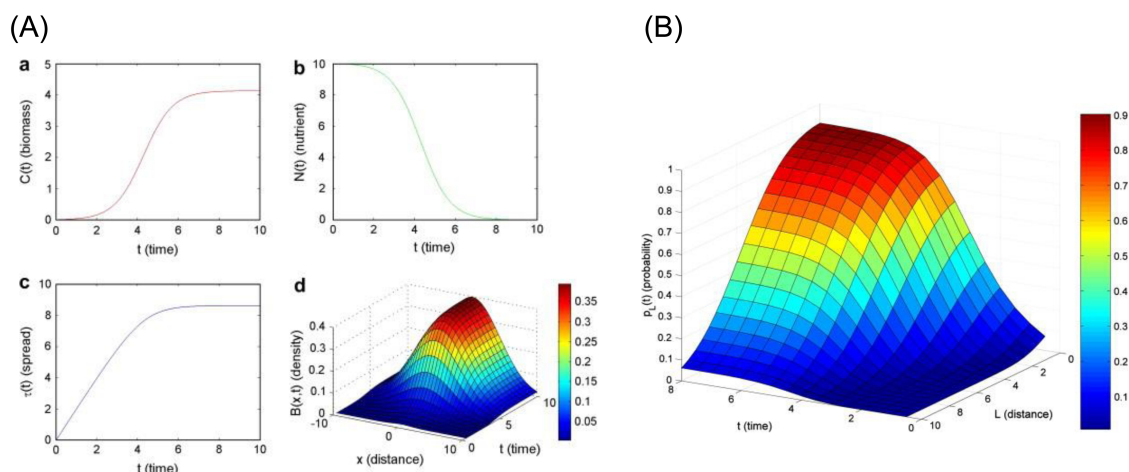 (A)
(B)
a
5
4
3
2
1
0
C(t) (biomass)
0 2 4 6 8 10
t (time)
b
10
8
6
4
2
0
N(t) (nutrient)
0 2 4 6 8 10
t (time)
c
10
8
6
4
2
0
τ(t) (spread)
0 2 4 6 8 10
t (time)
d
0.4
0.3
0.2
0.1
0
B(x,t) (density)
-10 0 10
x (distance)
0 5 10
t (time)
0.35
0.3
0.25
0.2
0.15
0.1
0.05
1
0.9
0.8
0.7
0.6
0.5
0.4
0.3
0.2
0.1
0
p_L(t) (probability)
8 6 4 2 0
t (time)
10 8 6 4 2 0
L (distance)
0.9
0.8
0.7
0.6
0.5
0.4
0.3
0.2
0.1